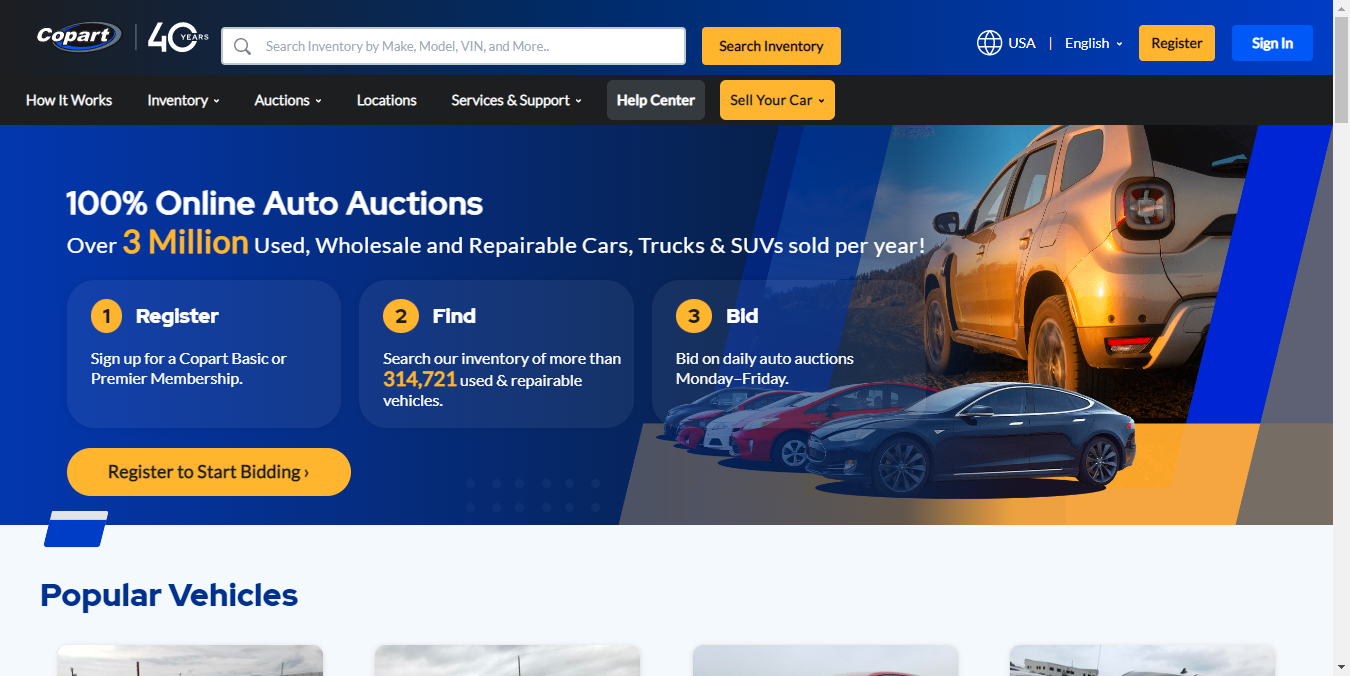 Copart
40 YEARS
Search Inventory by Make, Model, VIN, and More..
Search Inventory
USA | English
Register
Sign In
How It Works
Inventory
Auctions
Locations
Services & Support
Help Center
Sell Your Car
100% Online Auto Auctions
Over 3 Million Used, Wholesale and Repairable Cars, Trucks & SUVs sold per year!
1 Register
Sign up for a Copart Basic or
Premier Membership.
2 Find
Search our inventory of more than
314,721 used & repairable
vehicles.
3 Bid
Bid on daily auto auctions
Monday–Friday.
Register to Start Bidding ›
Popular Vehicles